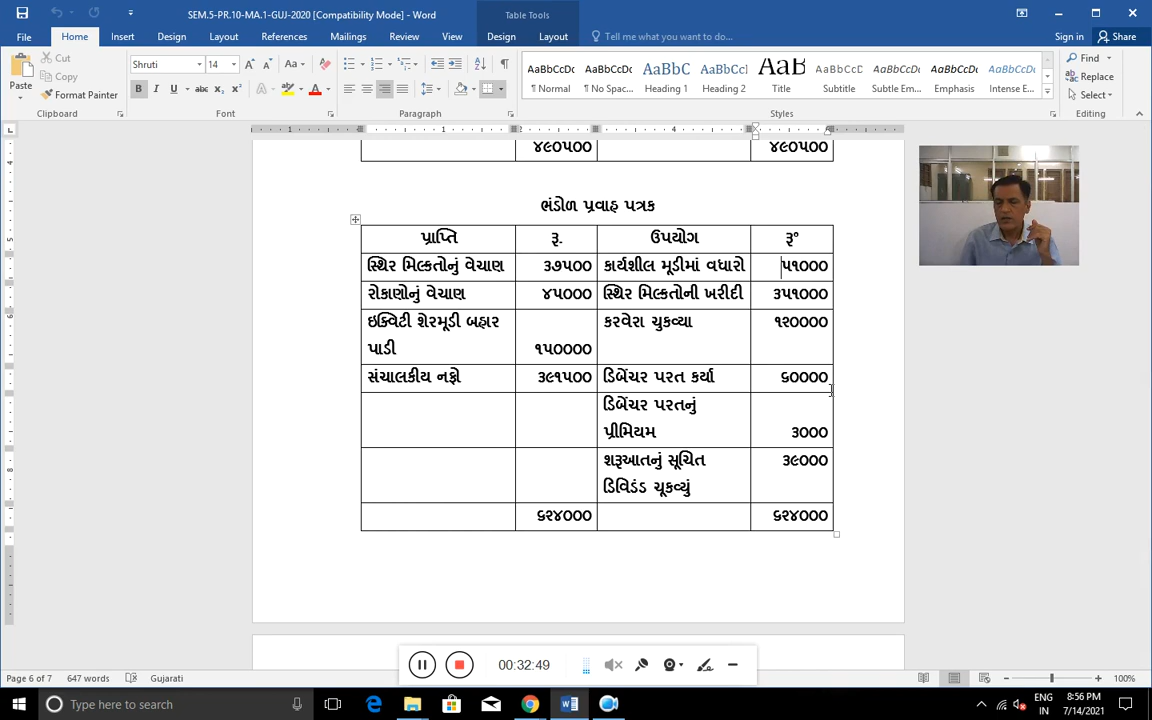 SEM.5-PR.10-MA.1-GUJ-2020 [Compatibility Mode] - Word
Table Tools
File Home Insert Design Layout References Mailings Review View Design Layout Tell me what you want to do... Sign in Share
Cut
Copy
Format Painter
Paste
Shruti 14
Clipboard Font Paragraph Styles Editing
AaBbCcDc AaBbCcDc AaBbC AaBbCcl AaB AaBbCcD AaBbCcDc AaBbCcDc AaBbCcDc
¶ Normal ¶ No Spac... Heading 1 Heading 2 Title Subtitle Subtle Em... Emphasis Intense E...
Find
Replace
Select
૪૯૦૫૦૦ ૪૯૦૫૦૦
ભંડોળ પ્રવાહ પત્રક
પ્રાપ્તિ રૂ. ઉપયોગ રૂ°
સ્થિર મિલ્કતોનું વેચાણ ૩૭૫૦૦ કાર્યશીલ મૂડીમાં વધારો ૫૧૦૦૦
રોકાણોનું વેચાણ ૪૫૦૦૦ સ્થિર મિલ્કતોની ખરીદી ૩૫૧૦૦૦
ઇક્વિટી શેરમૂડી બહાર કરવેરા ચુકવ્યા ૧૨૦૦૦૦
પાડી ૧૫૦૦૦૦
સંચાલકીય નફો ૩૯૧૫૦૦ ડિબેંચર પરત કર્યા ૬૦૦૦૦
ડિબેંચર પરતનું
પ્રીમિયમ ૩૦૦૦
શરૂઆતનું સૂચિત ૩૯૦૦૦
ડિવિડંડ ચૂકવ્યું
૬૨૪૦૦૦ ૬૨૪૦૦૦
00:32:49
Page 6 of 7 647 words Gujarati 100%
Type here to search
ENG
IN
8:56 PM
7/14/2021